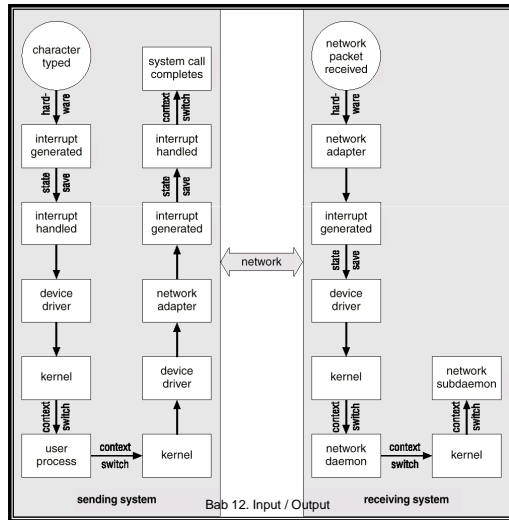 character
typed
hard-
ware
interrupt
generated
state
save
interrupt
handled
device
driver
kernel
context
switch
user
process
context
switch
kernel
device
driver
network
adapter
interrupt
generated
state
save
interrupt
handled
context
switch
system call
completes
sending system
network
network
packet
received
hard-
ware
network
adapter
interrupt
generated
state
save
device
driver
kernel
context
switch
network
daemon
context
switch
kernel
context
switch
network
subdaemon
receiving system
Bab 12. Input / Output